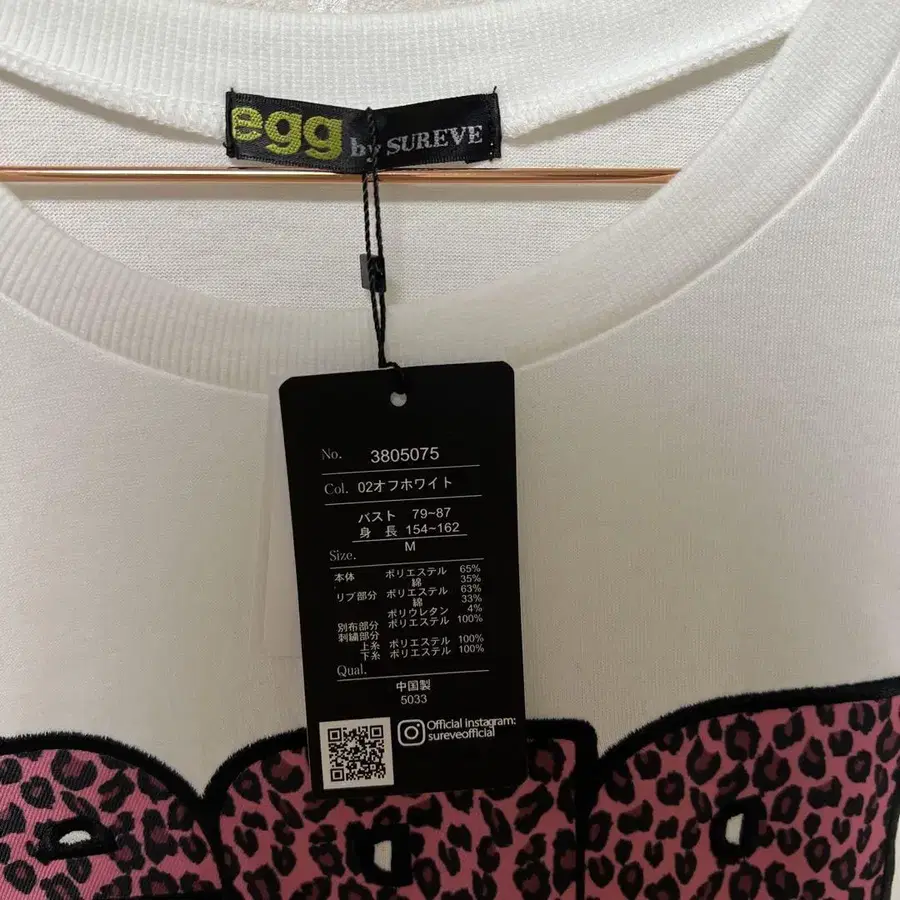 egg by SUREVE
No. 3805075
Col. 02オフホワイト
バスト 79~87
身 長 154~162
M
Size.
本体 ポリエステル 65%
綿 35%
リブ部分 ポリエステル 63%
綿 33%
ポリウレタン 4%
別布部分 ポリエステル 100%
刺繍部分
上糸 ポリエステル 100%
下糸 ポリエステル 100%
Qual.
中国製
5033
Official instagram:
sureveofficial